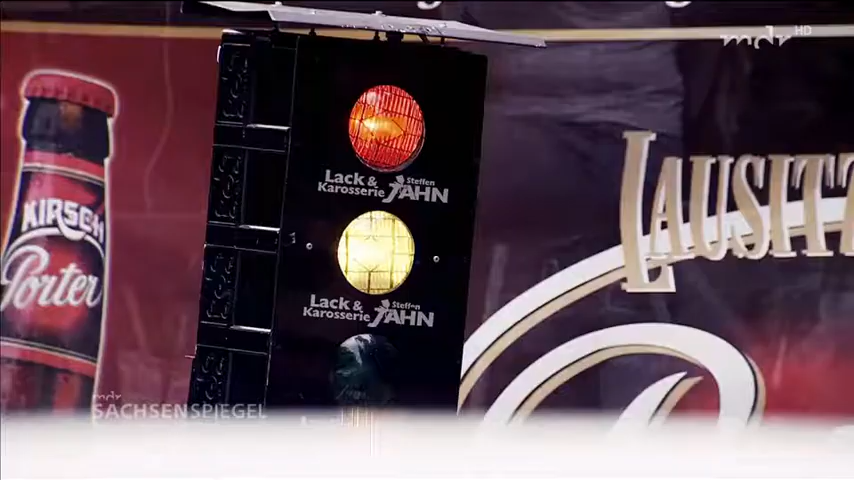 mdr HD
KIRSCH
Porter
LAUSITZ
Lack &
Karosserie
Steffen
JAHN
Lack &
Karosserie
Steffen
JAHN
mdr
SACHSENSPIEGEL